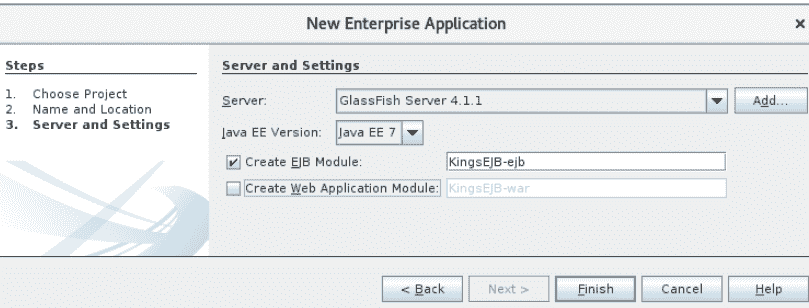 New Enterprise Application
Steps
1. Choose Project
2. Name and Location
3. Server and Settings
Server and Settings
Server: GlassFish Server 4.1.1 Add...
Java EE Version: Java EE 7
Create EJB Module: KingsEJB-ejb
Create Web Application Module: KingsEJB-war
< Back Next > Finish Cancel Help